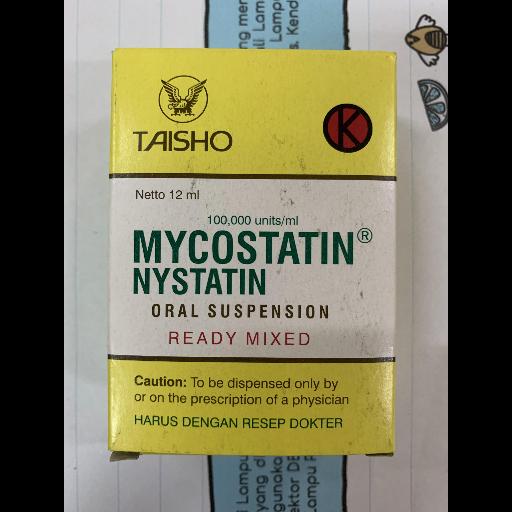 TAISHO
K
Netto 12 ml
100,000 units/ml
MYCOSTATIN®
NYSTATIN
ORAL SUSPENSION
READY MIXED
Caution: To be dispensed only by
or on the prescription of a physician
HARUS DENGAN RESEP DOKTER